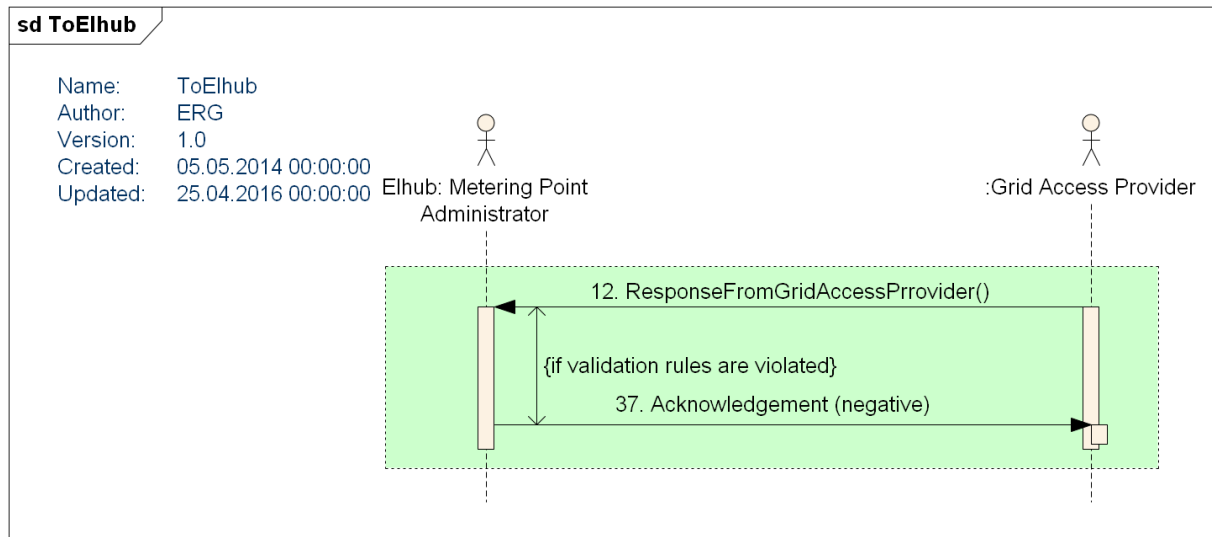 sd ToElhub
Name: ToElhub
Author: ERG
Version: 1.0
Created: 05.05.2014 00:00:00
Updated: 25.04.2016 00:00:00
Elhub: Metering Point
Administrator
:Grid Access Provider
12. ResponseFromGridAccessPrrovider()
{if validation rules are violated}
37. Acknowledgement (negative)